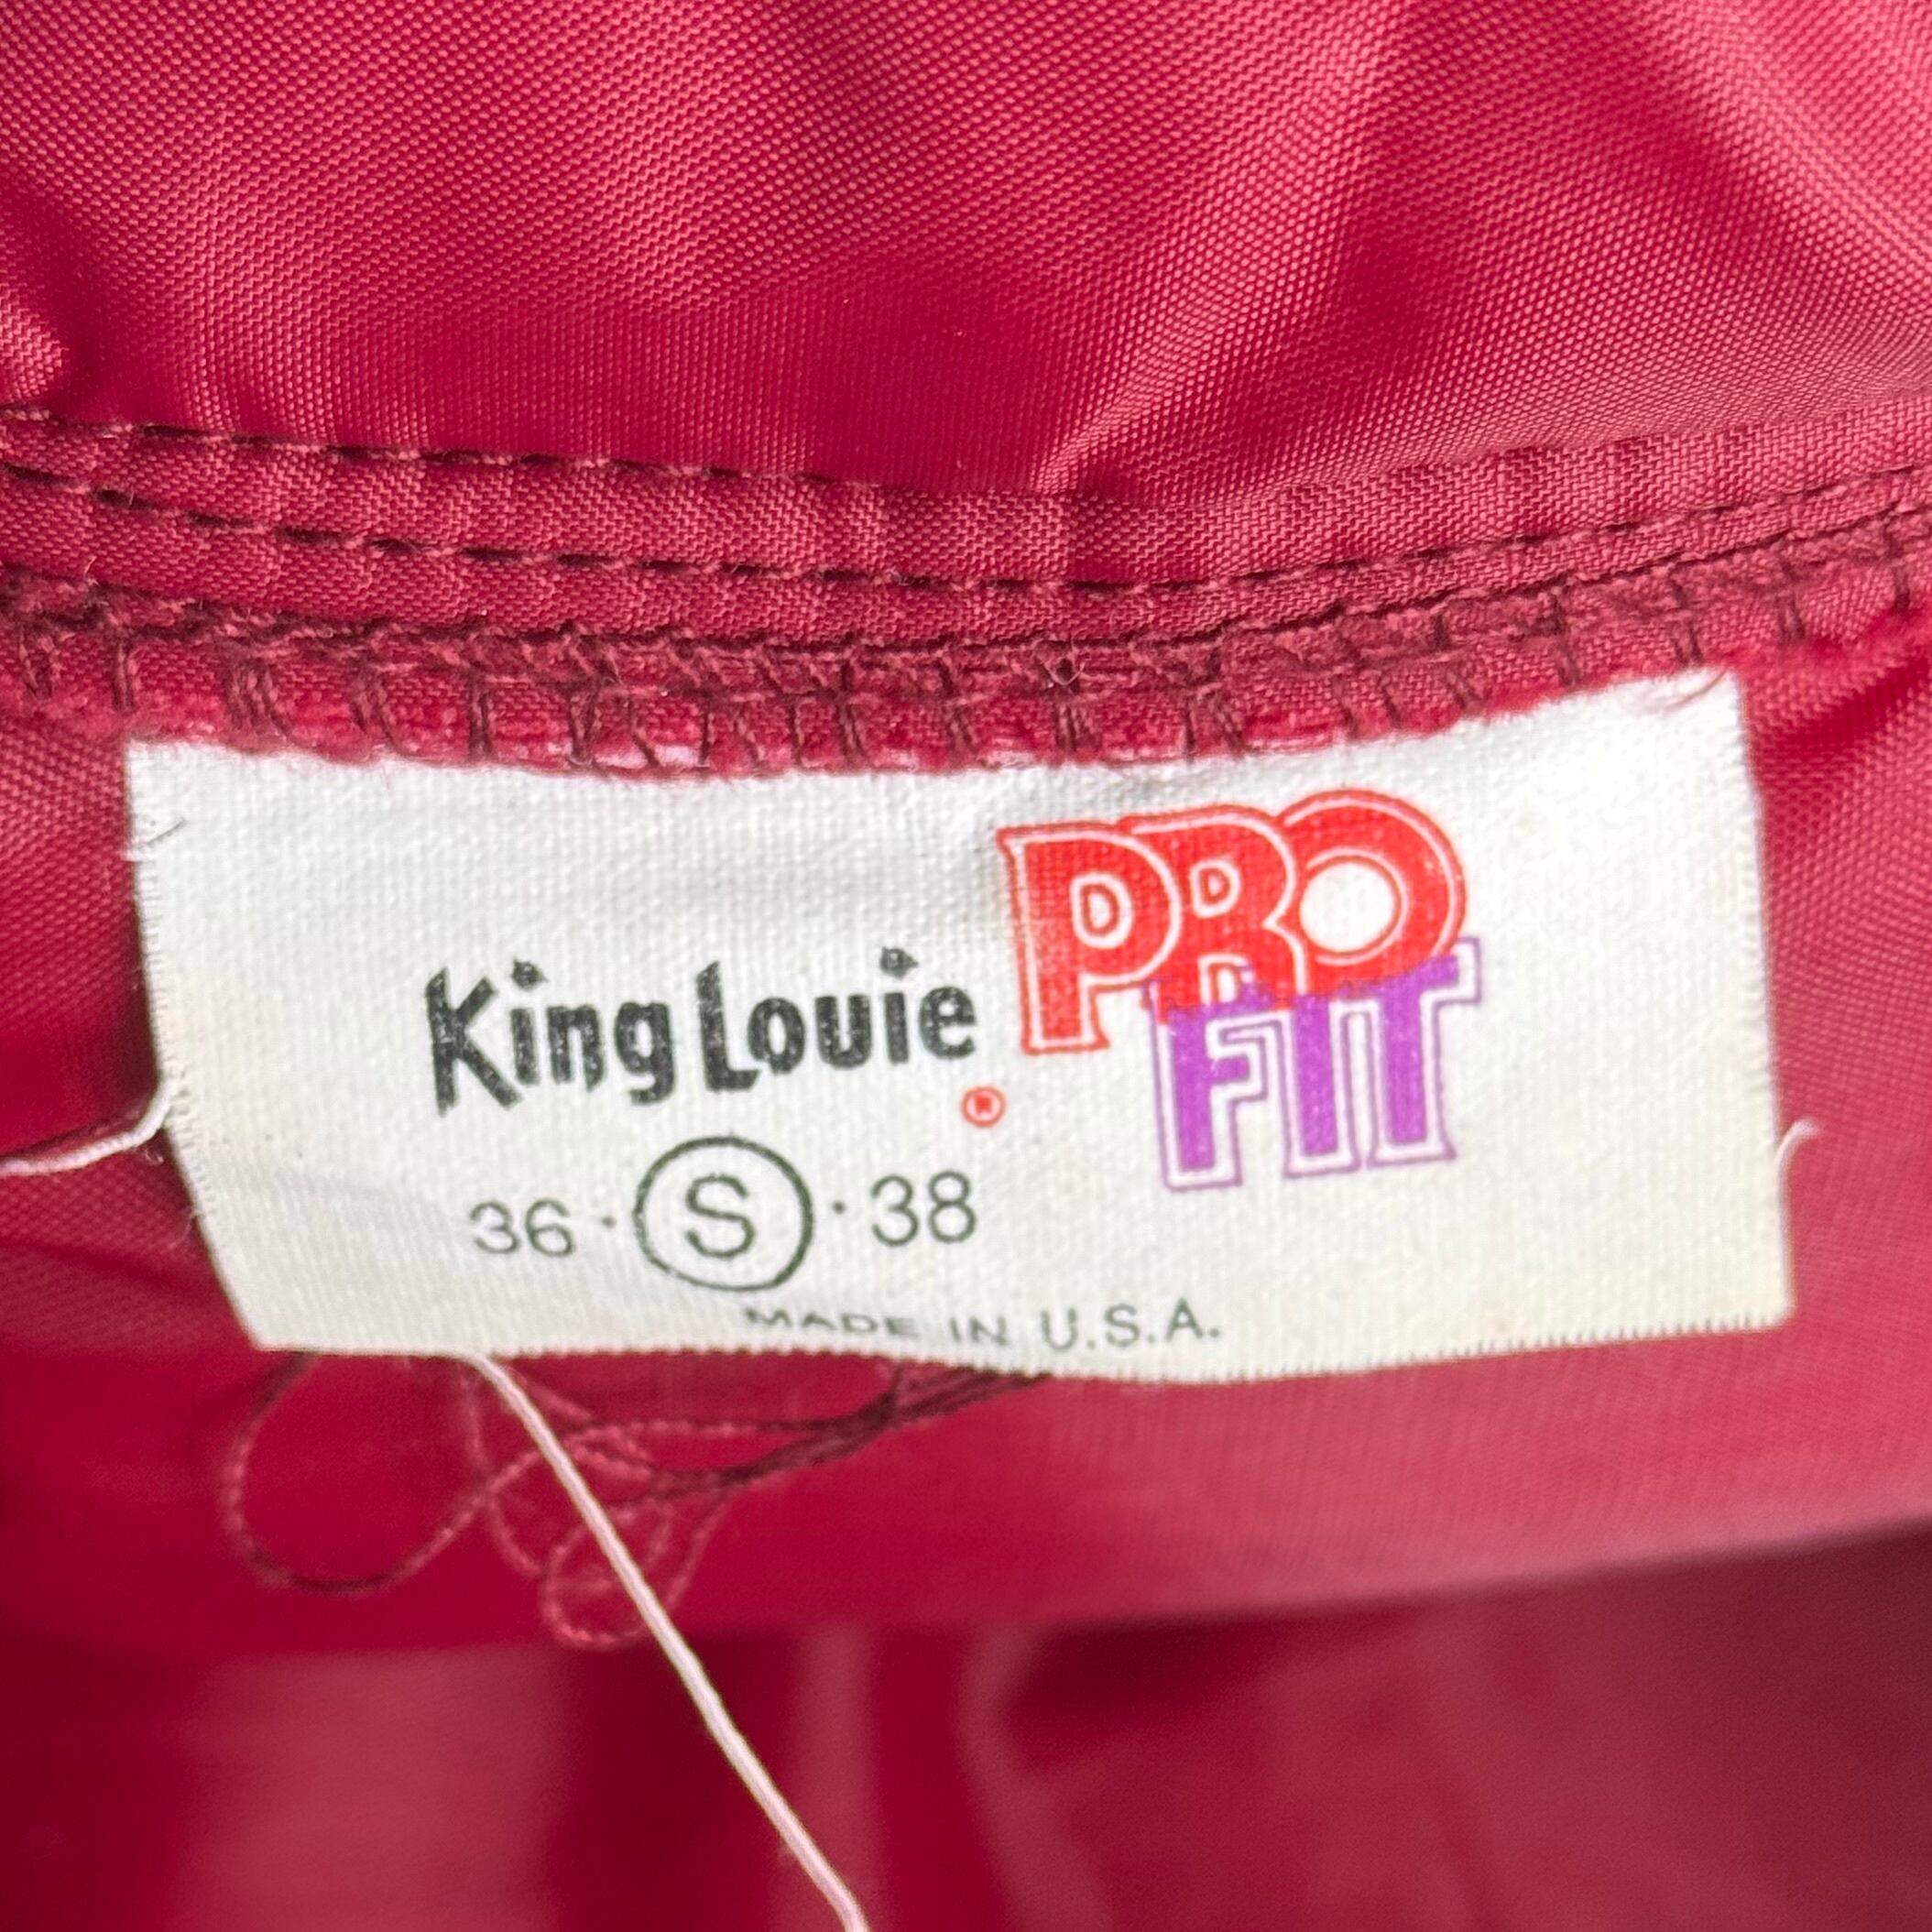 King Louie PRO FIT ®
36 · S · 38
MADE IN U.S.A.